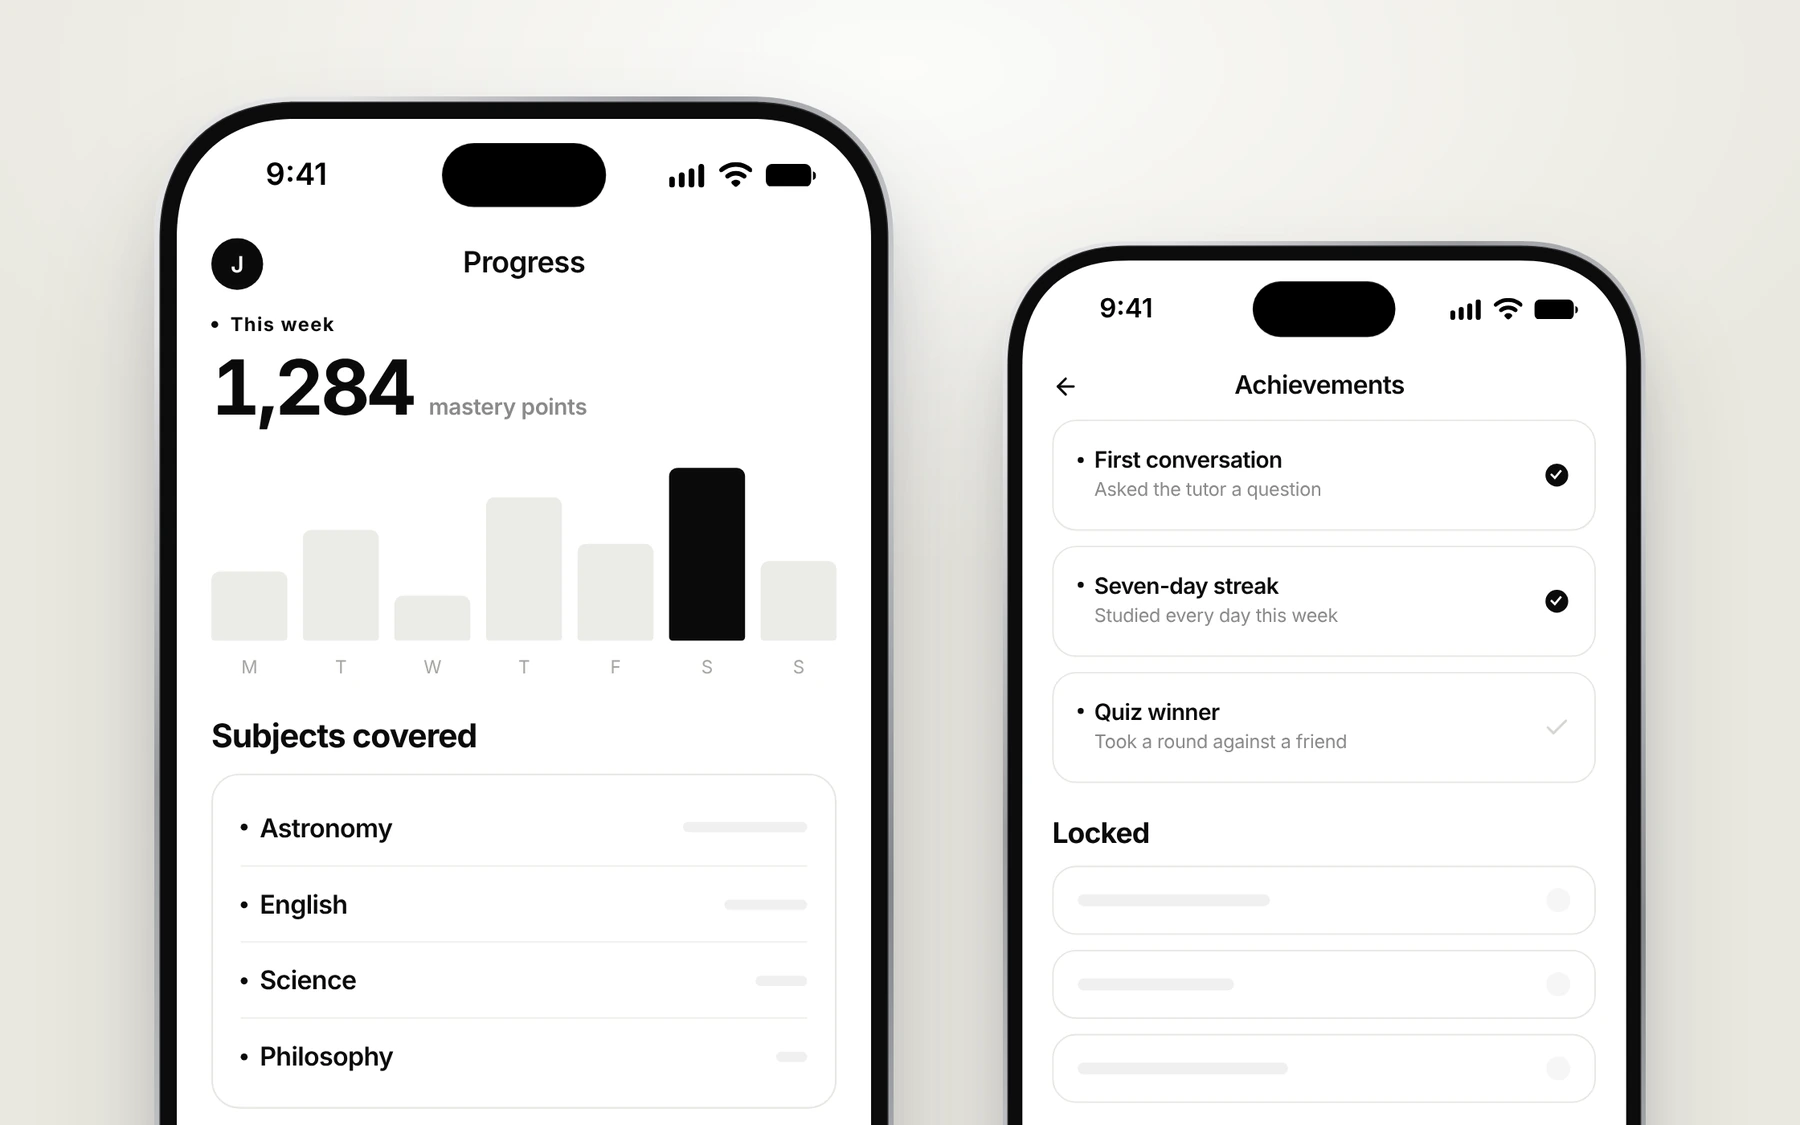 9:41
J
Progress
• This week
1,284 mastery points
M T W T F S S
Subjects covered
• Astronomy
• English
• Science
• Philosophy
9:41
Achievements
• First conversation
Asked the tutor a question
• Seven-day streak
Studied every day this week
• Quiz winner
Took a round against a friend
Locked